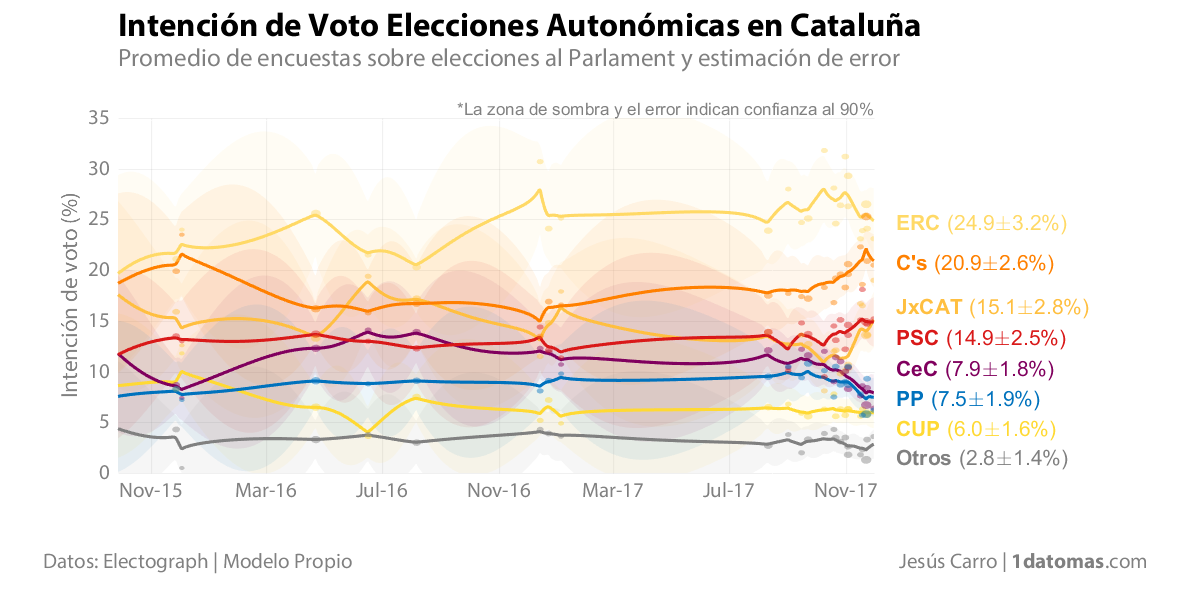 Intención de Voto Elecciones Autonómicas en Cataluña
Promedio de encuestas sobre elecciones al Parlament y estimación de error
*La zona de sombra y el error indican confianza al 90%
Intención de voto (%)
35
30
25
20
15
10
5
0
Nov-15 Mar-16 Jul-16 Nov-16 Mar-17 Jul-17 Nov-17
ERC (24.9±3.2%)
C's (20.9±2.6%)
JxCAT (15.1±2.8%)
PSC (14.9±2.5%)
CeC (7.9±1.8%)
PP (7.5±1.9%)
CUP (6.0±1.6%)
Otros (2.8±1.4%)
Datos: Electograph | Modelo Propio
Jesús Carro | 1datomas.com